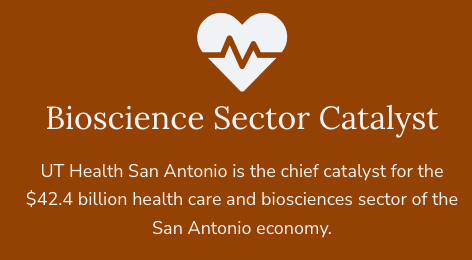 Bioscience Sector Catalyst
UT Health San Antonio is the chief catalyst for the
$42.4 billion health care and biosciences sector of the
San Antonio economy.